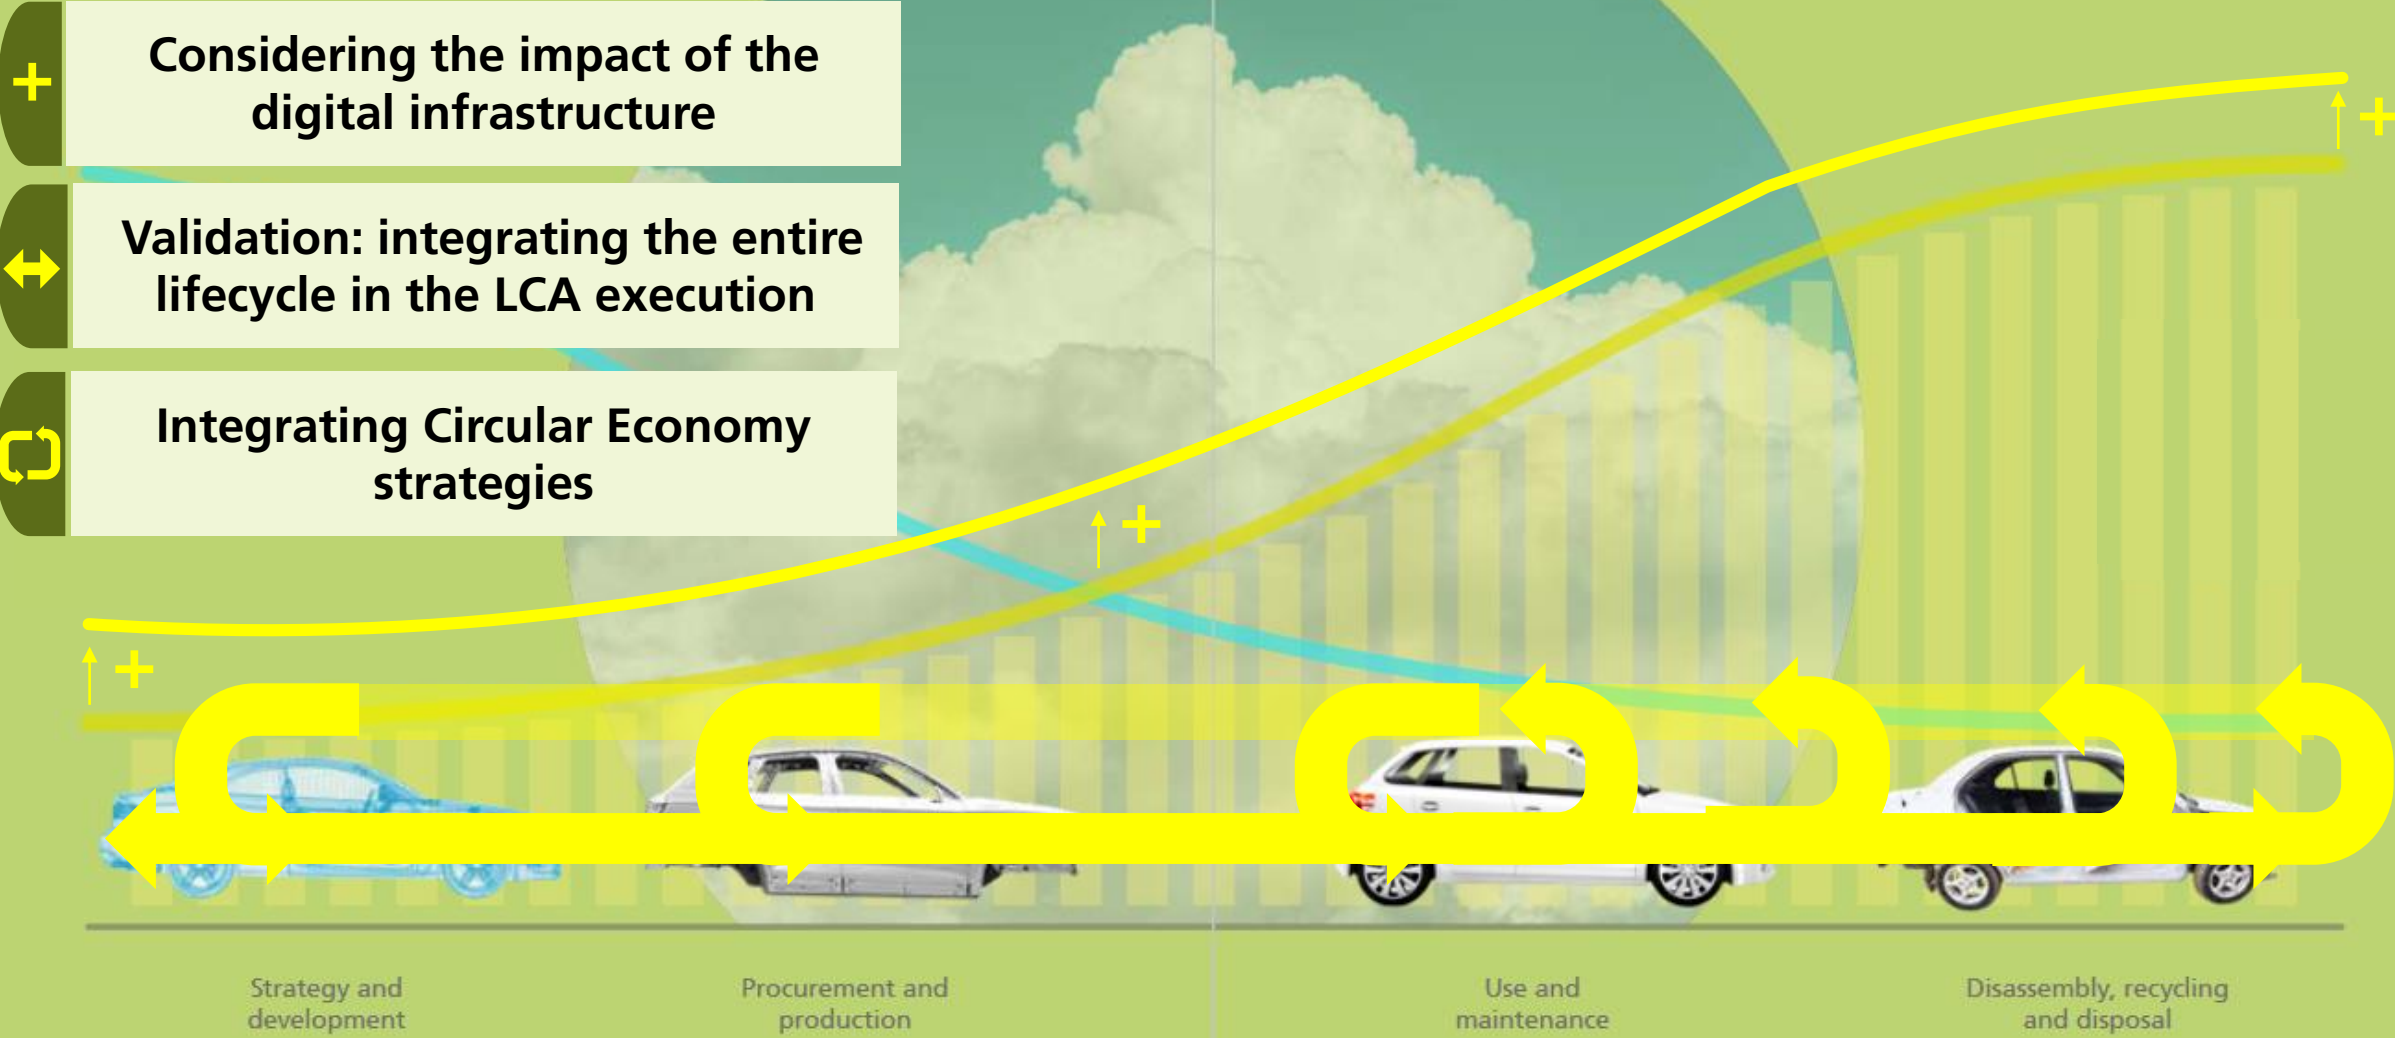 Considering the impact of the
digital infrastructure
Validation: integrating the entire
lifecycle in the LCA execution
Integrating Circular Economy
strategies
+
+
+
+
Strategy and
development
Procurement and
production
Use and
maintenance
Disassembly, recycling
and disposal